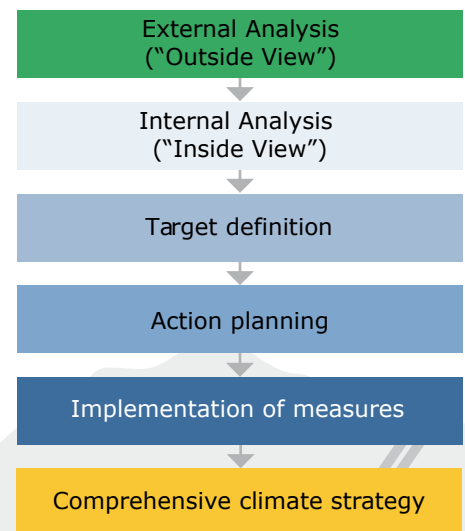 External Analysis
(“Outside View”)
Internal Analysis
(“Inside View”)
Target definition
Action planning
Implementation of measures
Comprehensive climate strategy